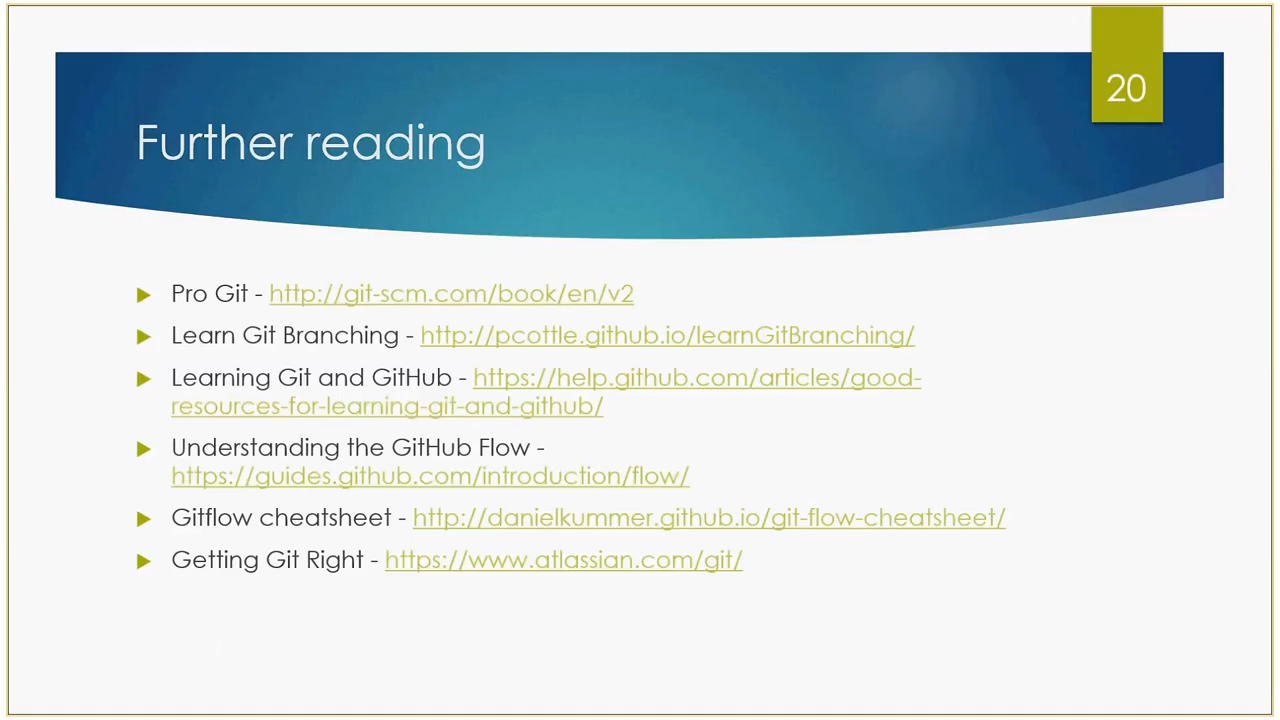 20
Further reading
Pro Git - http://git-scm.com/book/en/v2
Learn Git Branching - http://pcottle.github.io/learnGitBranching/
Learning Git and GitHub - https://help.github.com/articles/good-
resources-for-learning-git-and-github/
Understanding the GitHub Flow -
https://guides.github.com/introduction/flow/
Gitflow cheatsheet - http://danielkummer.github.io/git-flow-cheatsheet/
Getting Git Right - https://www.atlassian.com/git/